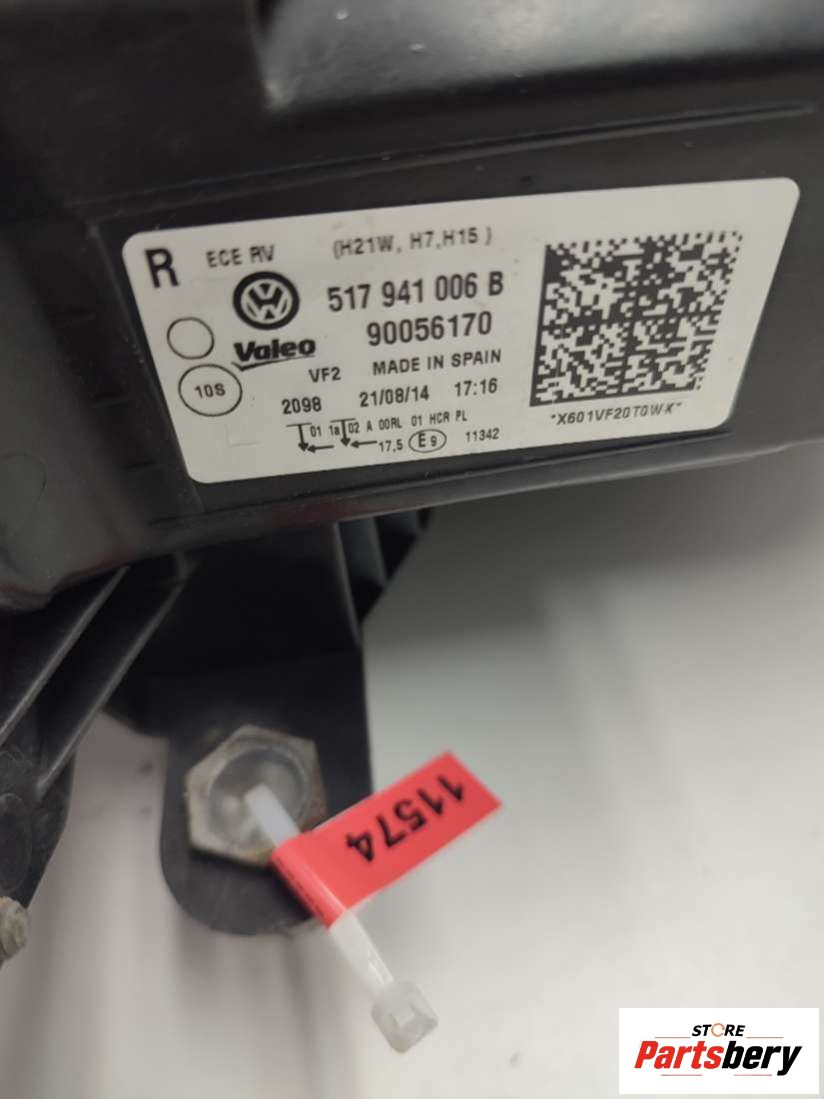 R ECE RV (H21W, H7,H15)
517 941 006 B
Valeo 90056170
10S VF2 MADE IN SPAIN
2098 21/08/14 17:16
01 1a 02 A 00RL 01 HCR PL
17,5 E9 11342
*X601VF20T0WK*
11574
STORE
Partsbery